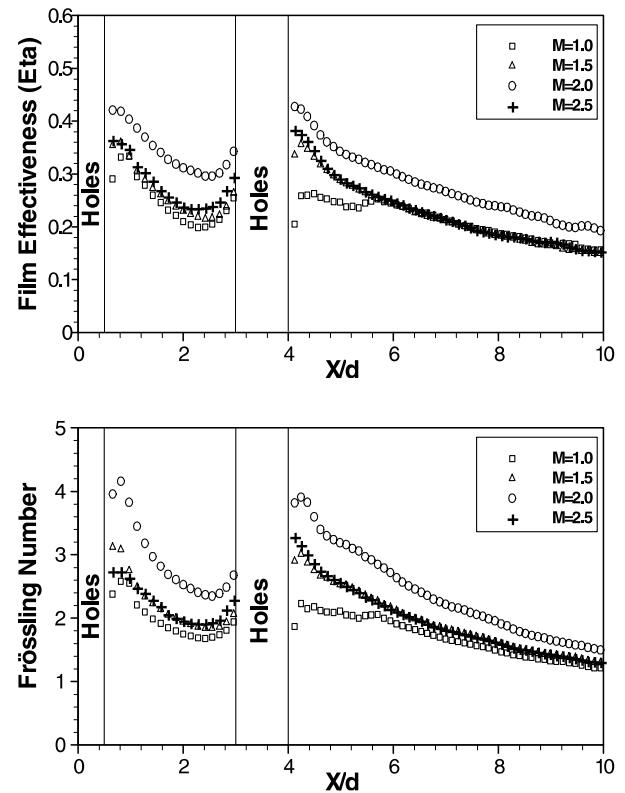 0.6
0.5
0.4
0.3
0.2
0.1
0
Film Effectiveness (Eta)
Holes
Holes
M=1.0
M=1.5
M=2.0
M=2.5
0
2
4
6
8
10
X/d
5
4
3
2
1
0
Frössling Number
Holes
Holes
M=1.0
M=1.5
M=2.0
M=2.5
0
2
4
6
8
10
X/d